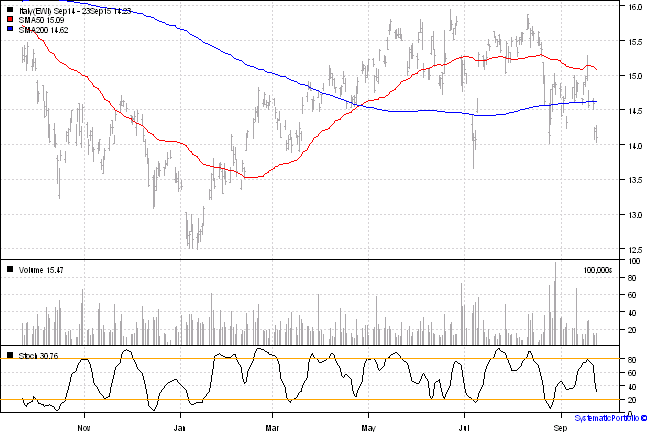 Italy(EWI) Sep14 - 23Sep15 14.23
SMA50 15.09
SMA200 14.62
16.0
15.5
15.0
14.5
14.0
13.5
13.0
12.5
Volume 15.47
100,000s
100
80
60
40
20
Stoch 30.76
80
60
40
20
Nov
Jan
Mar
May
Jul
Sep
SystematicPortfolio ©